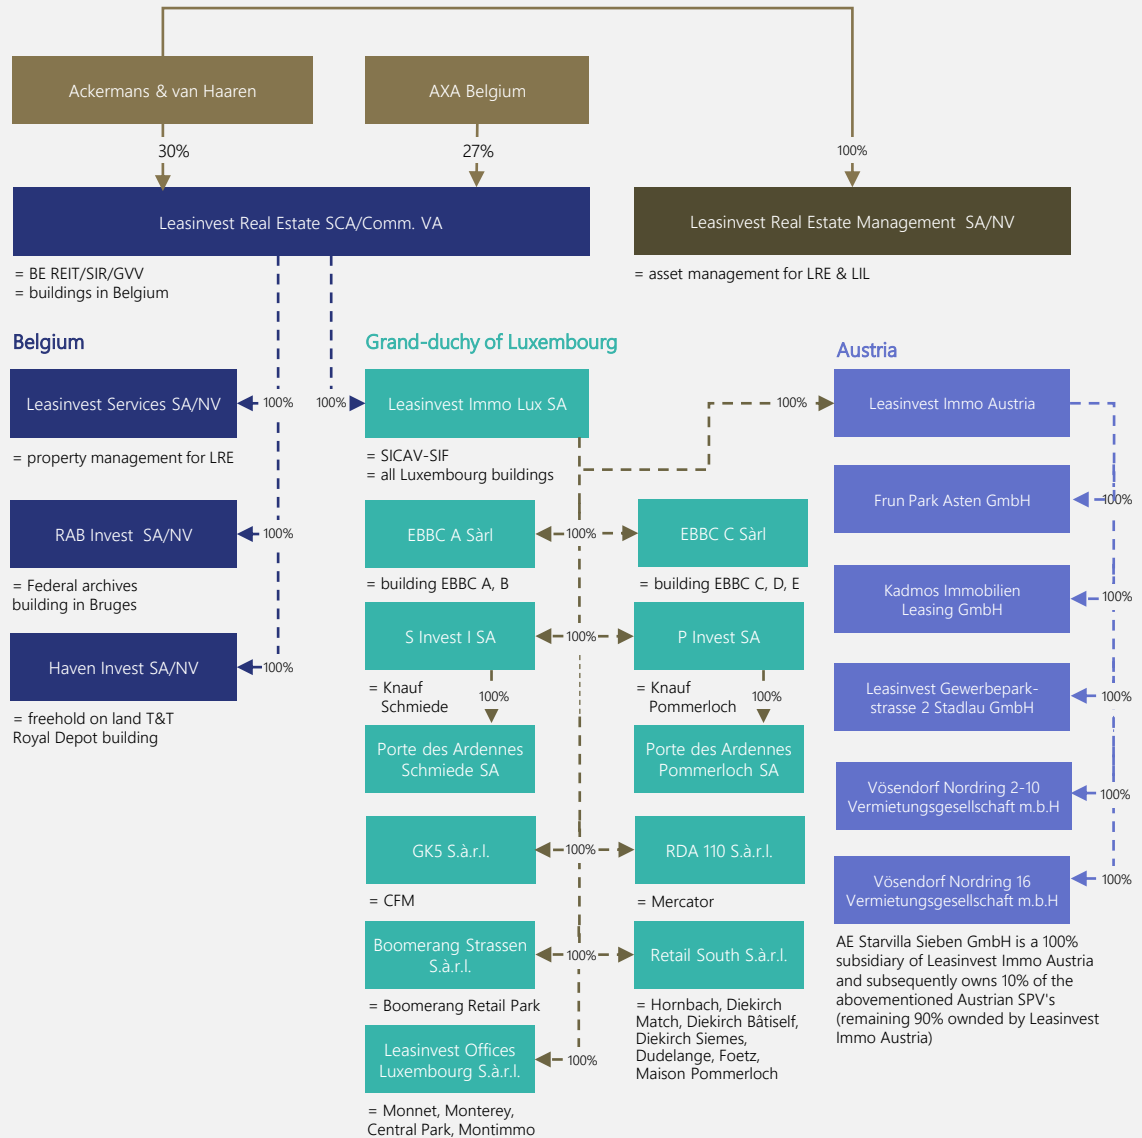 Ackermans & van Haaren
AXA Belgium
30%
27%
100%
Leasinvest Real Estate SCA/Comm. VA
Leasinvest Real Estate Management SA/NV
= BE REIT/SIR/GVV
= buildings in Belgium
= asset management for LRE & LIL
Belgium
Leasinvest Services SA/NV
100%
= property management for LRE
RAB Invest SA/NV
100%
= Federal archives
building in Bruges
Haven Invest SA/NV
100%
= freehold on land T&T
Royal Depot building
Grand-duchy of Luxembourg
100%
Leasinvest Immo Lux SA
= SICAV-SIF
= all Luxembourg buildings
EBBC A Sàrl
100%
EBBC C Sàrl
= building EBBC A, B
= building EBBC C, D, E
S Invest I SA
100%
P Invest SA
= Knauf
Schmiede
100%
= Knauf
Pommerloch
100%
Porte des Ardennes
Schmiede SA
Porte des Ardennes
Pommerloch SA
GK5 S.à.r.l.
100%
RDA 110 S.à.r.l.
= CFM
= Mercator
Boomerang Strassen
S.à.r.l.
100%
Retail South S.à.r.l.
= Boomerang Retail Park
= Hornbach, Diekirch
Match, Diekirch Bâtiself,
Diekirch Siemes,
Dudelange, Foetz,
Maison Pommerloch
Leasinvest Offices
Luxembourg S.à.r.l.
100%
= Monnet, Monterey,
Central Park, Montimmo
Austria
100%
Leasinvest Immo Austria
Frun Park Asten GmbH
100%
Kadmos Immobilien
Leasing GmbH
100%
Leasinvest Gewerbepark-
strasse 2 Stadlau GmbH
100%
Vösendorf Nordring 2-10
Vermietungsgesellschaft m.b.H
100%
Vösendorf Nordring 16
Vermietungsgesellschaft m.b.H
100%
AE Starvilla Sieben GmbH is a 100%
subsidiary of Leasinvest Immo Austria
and subsequently owns 10% of the
abovementioned Austrian SPV's
(remaining 90% ownded by Leasinvest
Immo Austria)